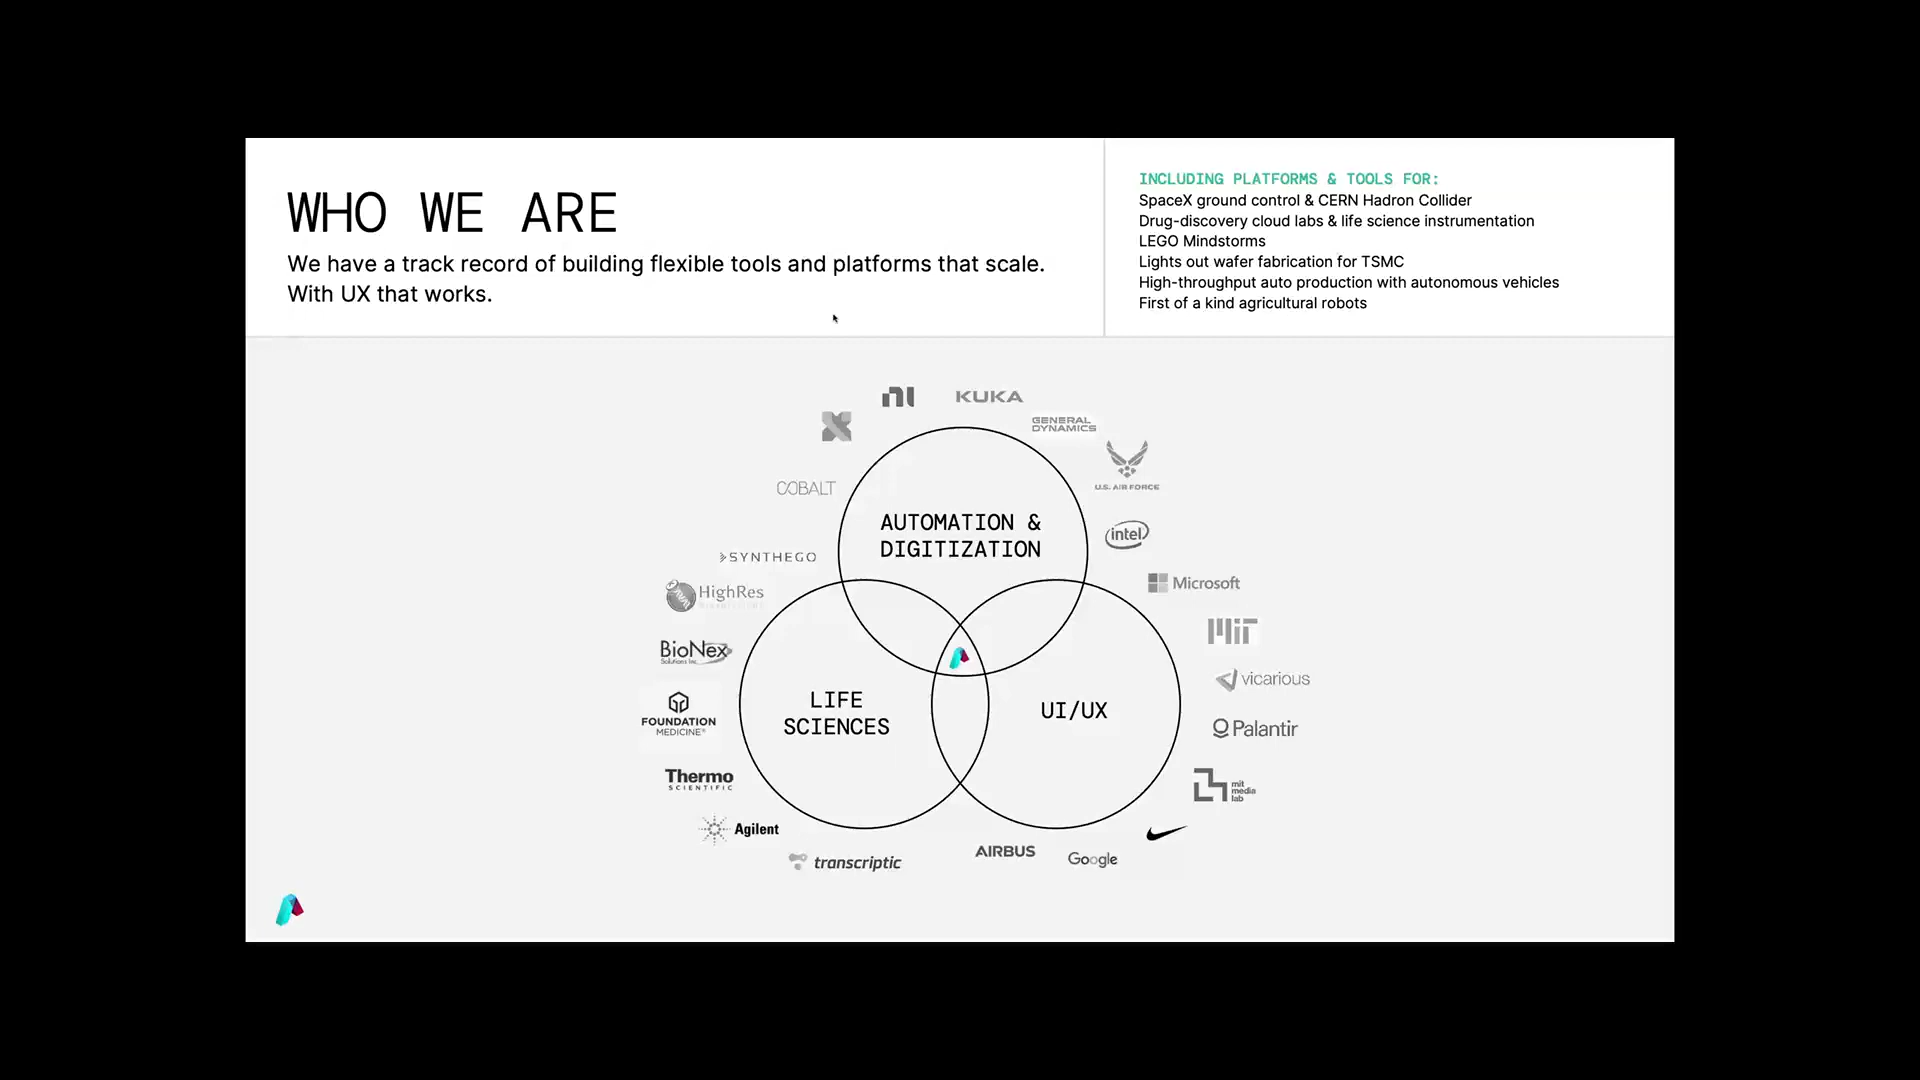 WHO WE ARE
We have a track record of building flexible tools and platforms that scale.
With UX that works.
INCLUDING PLATFORMS & TOOLS FOR:
SpaceX ground control & CERN Hadron Collider
Drug-discovery cloud labs & life science instrumentation
LEGO Mindstorms
Lights out wafer fabrication for TSMC
High-throughput auto production with autonomous vehicles
First of a kind agricultural robots
KUKA
GENERAL
DYNAMICS
U.S. AIR FORCE
COBALT
AUTOMATION &
DIGITIZATION
intel
SYNTHEGO
Microsoft
HighRes
MIT
BioNex
Solutions Inc.
vicarious
LIFE
SCIENCES
UI/UX
FOUNDATION
MEDICINE®
Palantir
Thermo
SCIENTIFIC
mit
media
lab
Agilent
transcriptic
AIRBUS
Google